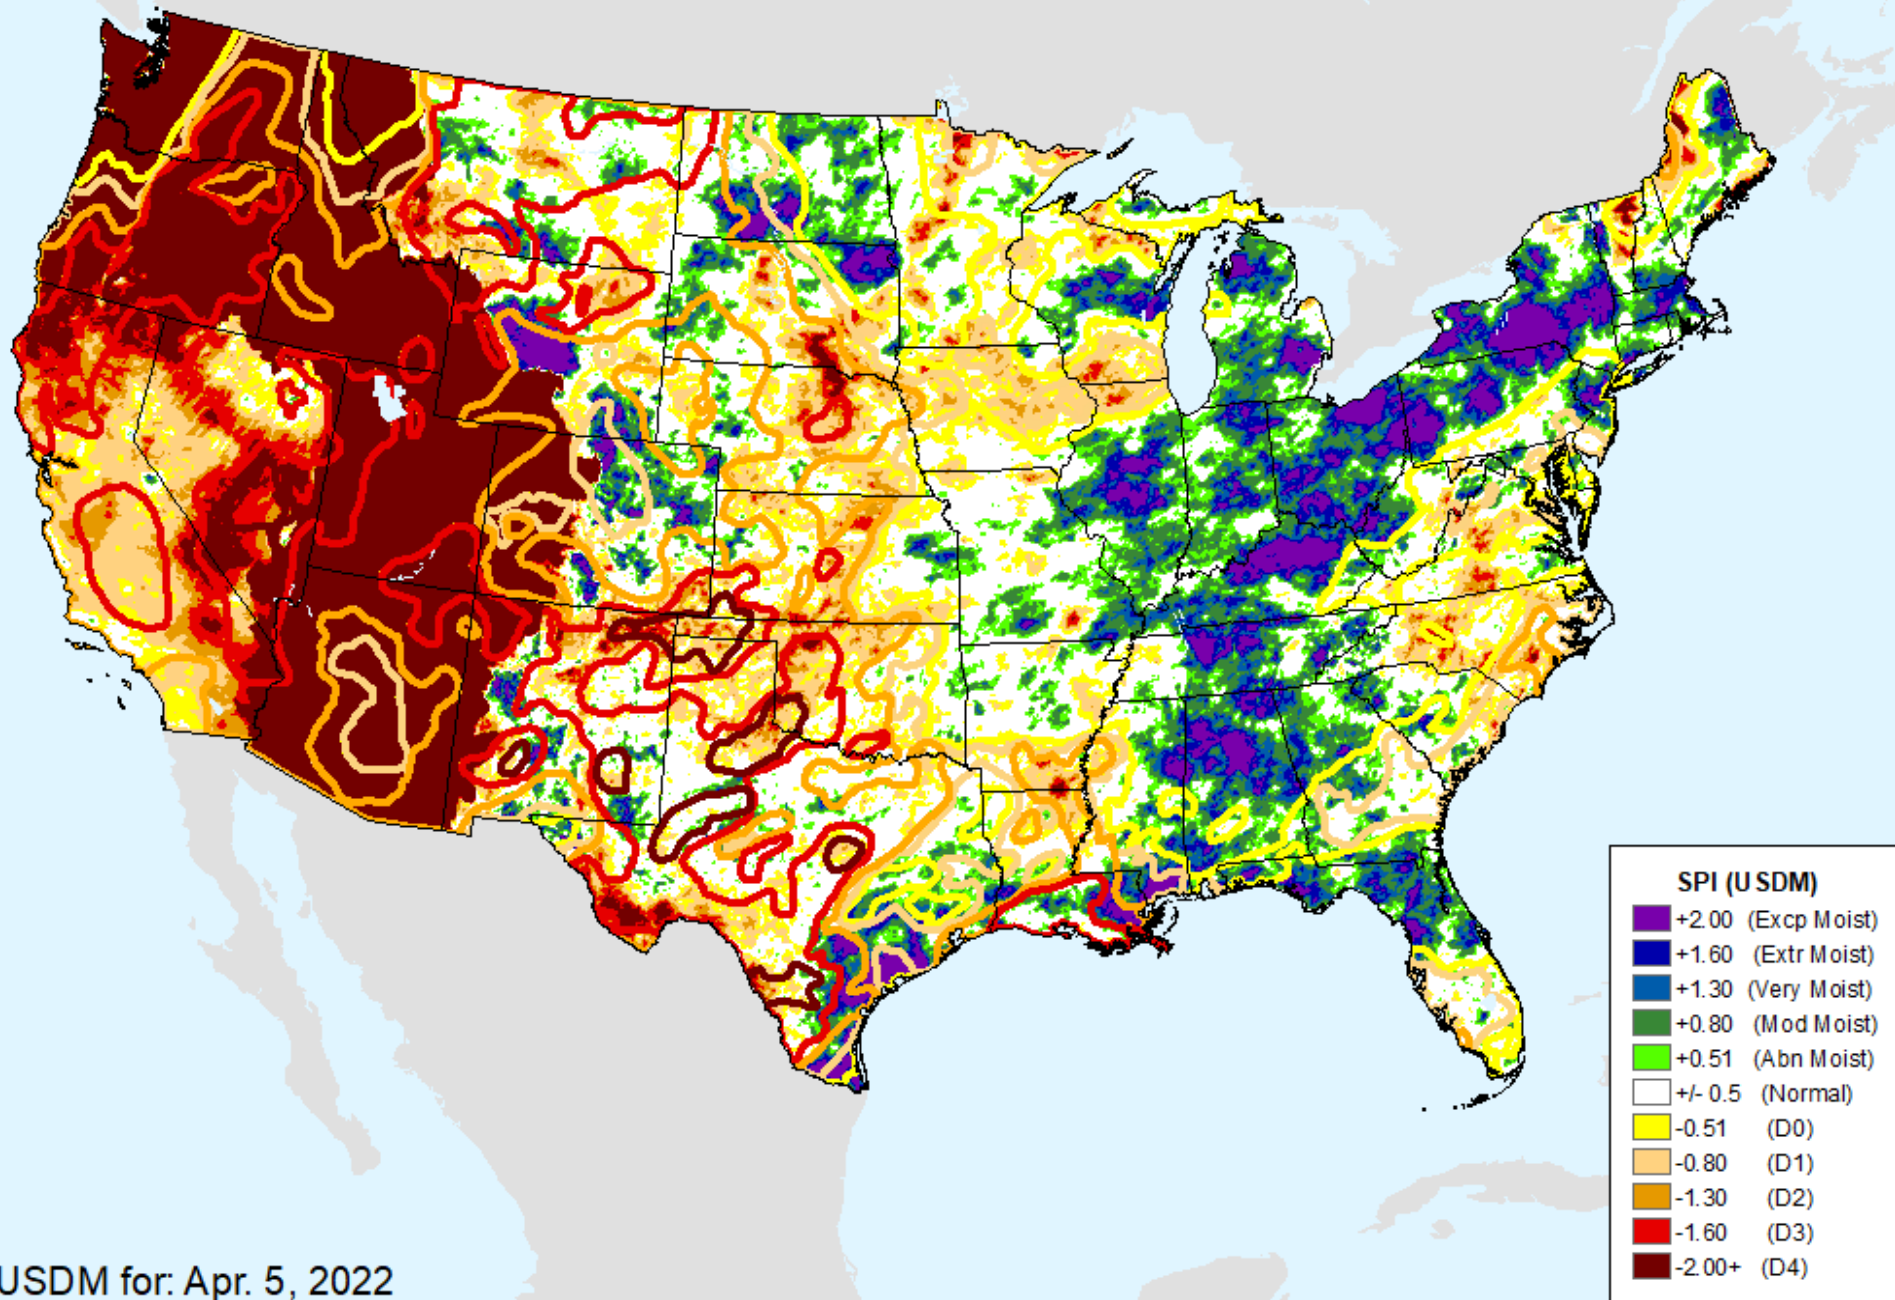 SPI (USDM)
+2.00 (Excp Moist)
+1.60 (Extr Moist)
+1.30 (Very Moist)
+0.80 (Mod Moist)
+0.51 (Abn Moist)
+/- 0.5 (Normal)
-0.51 (D0)
-0.80 (D1)
-1.30 (D2)
-1.60 (D3)
-2.00+ (D4)
USDM for: Apr. 5, 2022